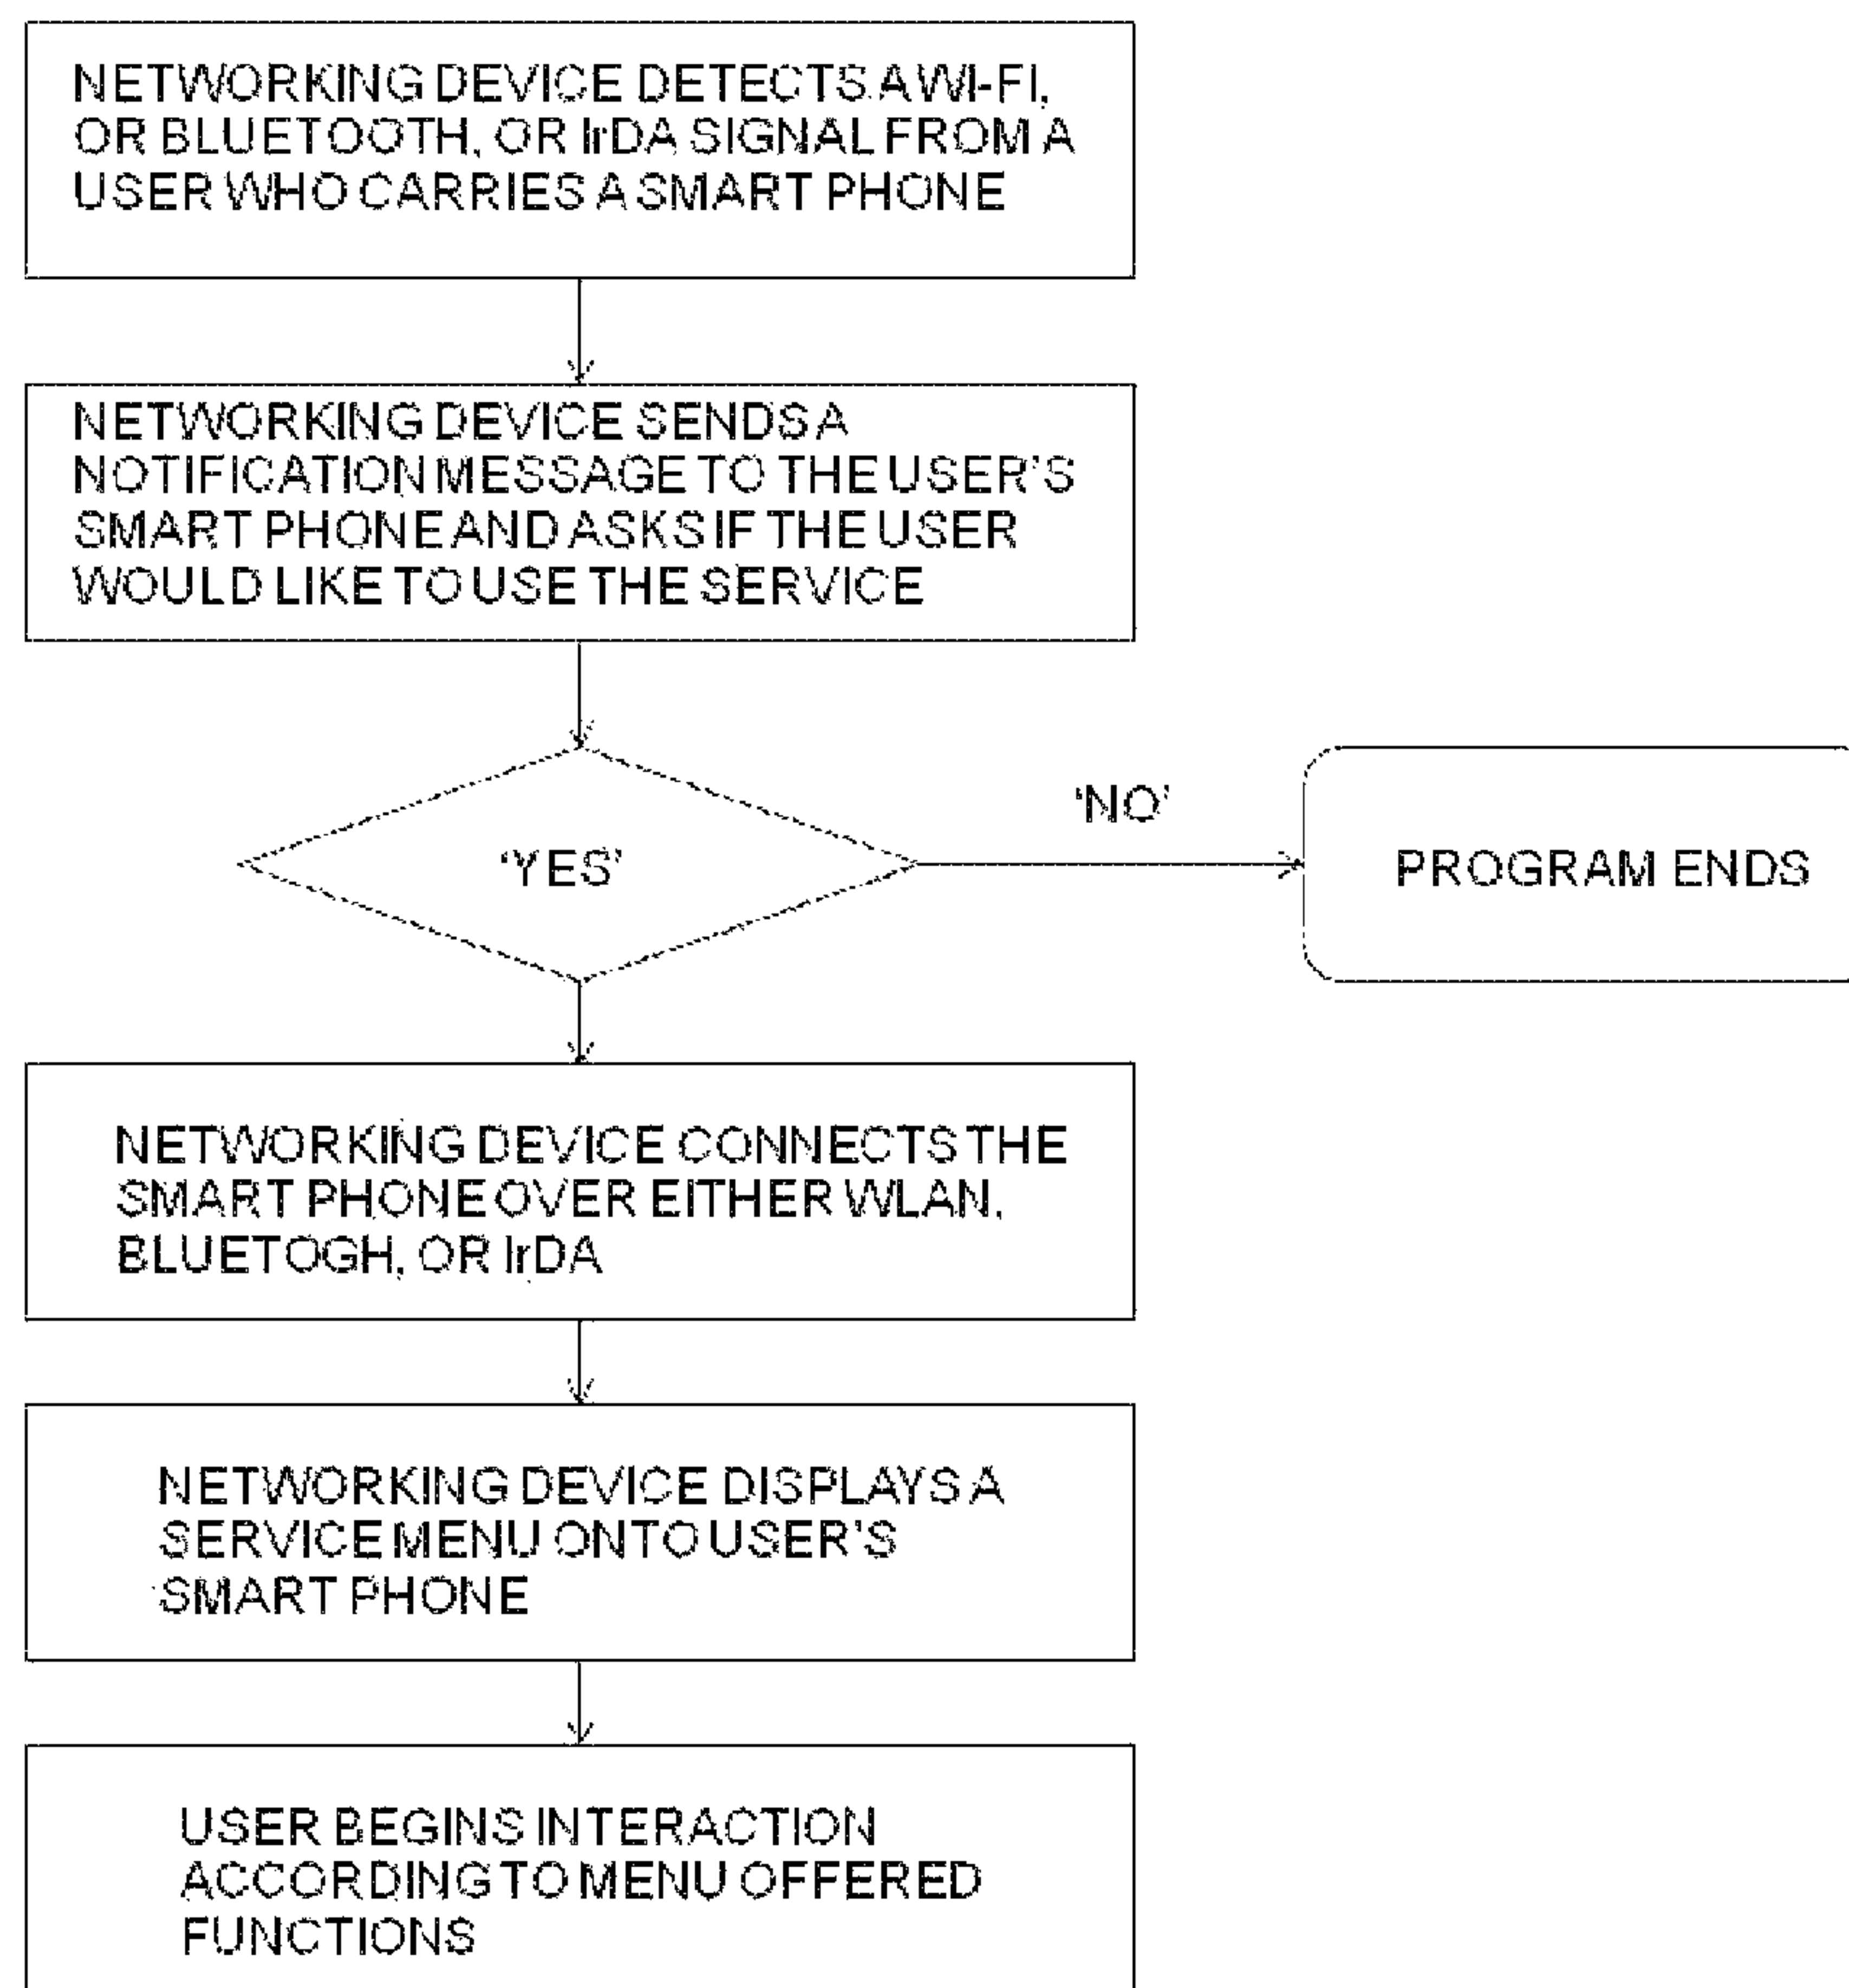 NETWORKING DEVICE DETECTS A WI-FI,
OR BLUETOOTH, OR IrDA SIGNAL FROM A
USER WHO CARRIES A SMART PHONE
NETWORKING DEVICE SENDS A
NOTIFICATION MESSAGE TO THE USER'S
SMART PHONE AND ASKS IF THE USER
WOULD LIKE TO USE THE SERVICE
'NO'
'YES'
PROGRAM ENDS
NETWORKING DEVICE CONNECTS THE
SMART PHONE OVER EITHER WLAN,
BLUETOGH, OR IrDA
NETWORKING DEVICE DISPLAYS A
SERVICE MENU ONTO USER'S
SMART PHONE
USER BEGINS INTERACTION
ACCORDING TO MENU OFFERED
FUNCTIONS